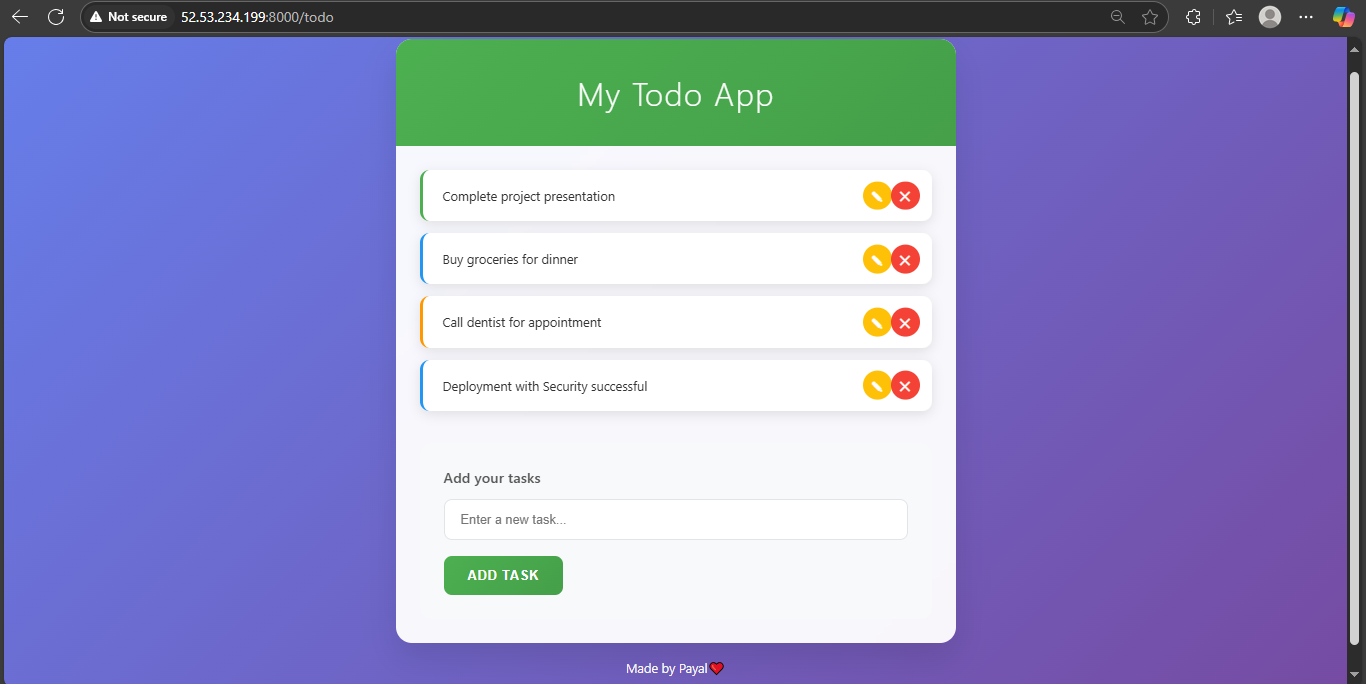 Not secure 52.53.234.199:8000/todo
My Todo App
Complete project presentation
Buy groceries for dinner
Call dentist for appointment
Deployment with Security successful
Add your tasks
Enter a new task...
ADD TASK
Made by Payal❤️